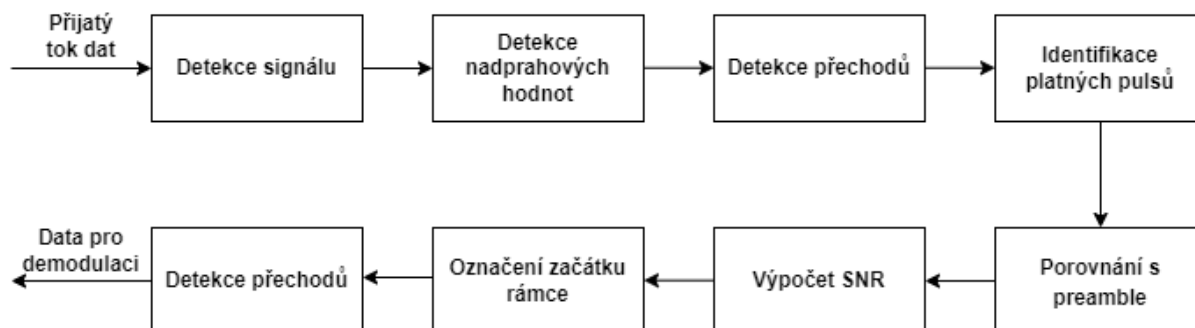 Přijatý
tok dat
Detekce signálu
Detekce
nadprahových
hodnot
Detekce přechodů
Identifikace
platných pulsů
Data pro
demodulaci
Detekce přechodů
Označení začátku
rámce
Výpočet SNR
Porovnání s
preamble